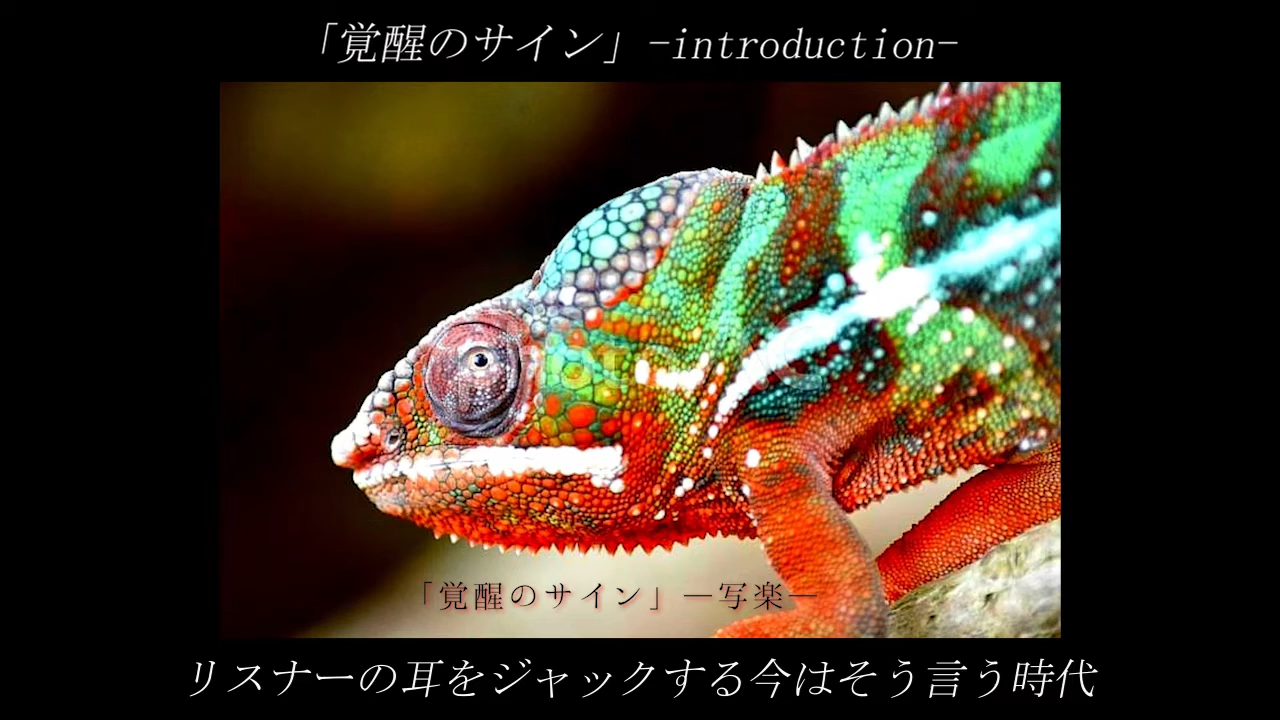 「覚醒のサイン」-introduction-
「覚醒のサイン」—写楽—
リスナーの耳をジャックする今はそう言う時代